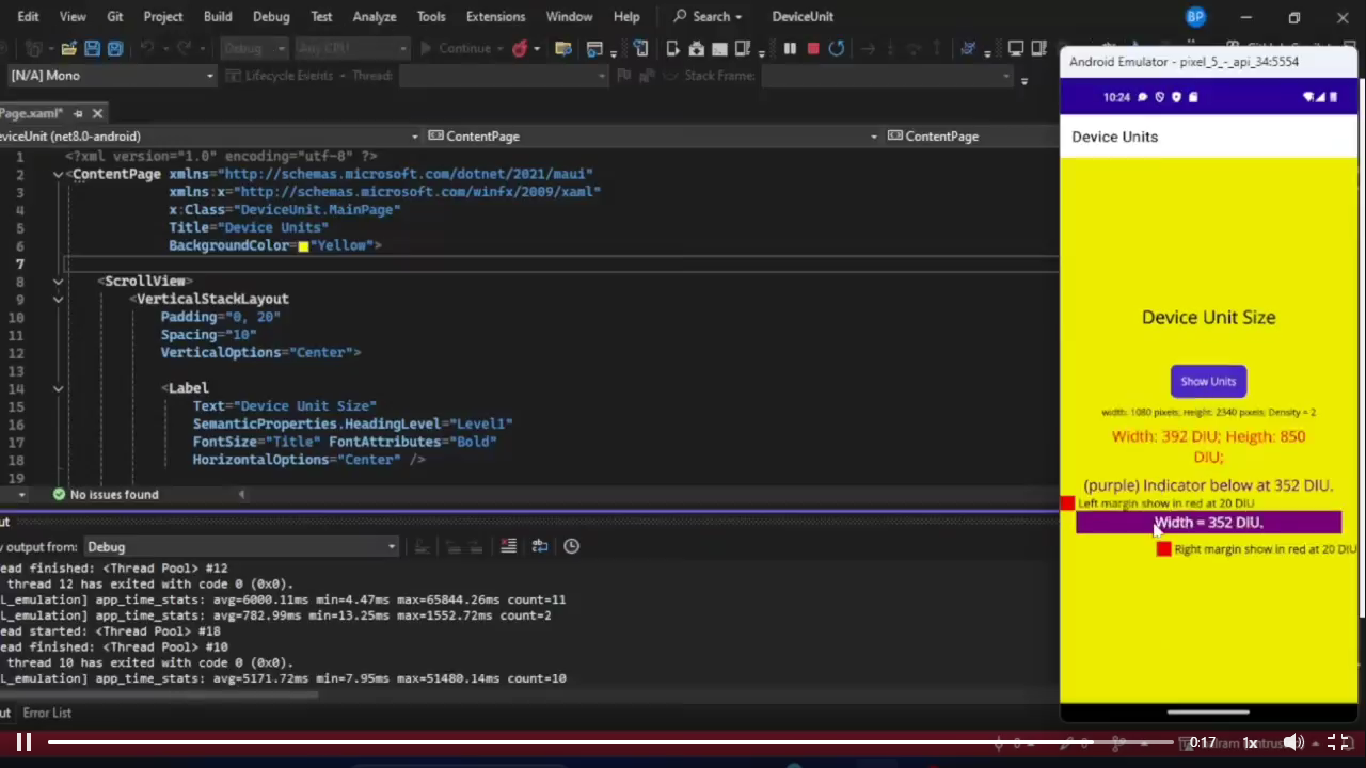 Edit View Git Project Build Debug Test Analyze Tools Extensions Window Help Search DeviceUnit BP
Debug Any CPU Continue
[N/A] Mono Lifecycle Events Thread: Stack Frame:
Page.xaml*
eviceUnit (net8.0-android) ContentPage ContentPage
1 <?xml version="1.0" encoding="utf-8" ?>
2 <ContentPage xmlns="http://schemas.microsoft.com/dotnet/2021/maui"
3 xmlns:x="http://schemas.microsoft.com/winfx/2009/xaml"
4 x:Class="DeviceUnit.MainPage"
5 Title="Device Units"
6 BackgroundColor="Yellow">
7
8 <ScrollView>
9 <VerticalStackLayout
10 Padding="0, 20"
11 Spacing="10"
12 VerticalOptions="Center">
13
14 <Label
15 Text="Device Unit Size"
16 SemanticProperties.HeadingLevel="Level1"
17 FontSize="Title" FontAttributes="Bold"
18 HorizontalOptions="Center" />
19
No issues found
ut
y output from: Debug
ead finished: <Thread Pool> #12
thread 12 has exited with code 0 (0x0).
L_emulation] app_time_stats: avg=6000.11ms min=4.47ms max=65844.26ms count=11
L_emulation] app_time_stats: avg=782.99ms min=13.25ms max=1552.72ms count=2
ead started: <Thread Pool> #18
ead finished: <Thread Pool> #10
thread 10 has exited with code 0 (0x0).
L_emulation] app_time_stats: avg=5171.72ms min=7.95ms max=51480.14ms count=10
ut Error List
Android Emulator - pixel_5_-_api_34:5554
10:24
Device Units
Device Unit Size
Show Units
width: 1080 pixels; Height: 2340 pixels; Density = 2
Width: 392 DIU; Heigth: 850
DIU;
(purple) Indicator below at 352 DIU.
Left margin show in red at 20 DIU
Width = 352 DIU.
Right margin show in red at 20 DIU
0:17 1x